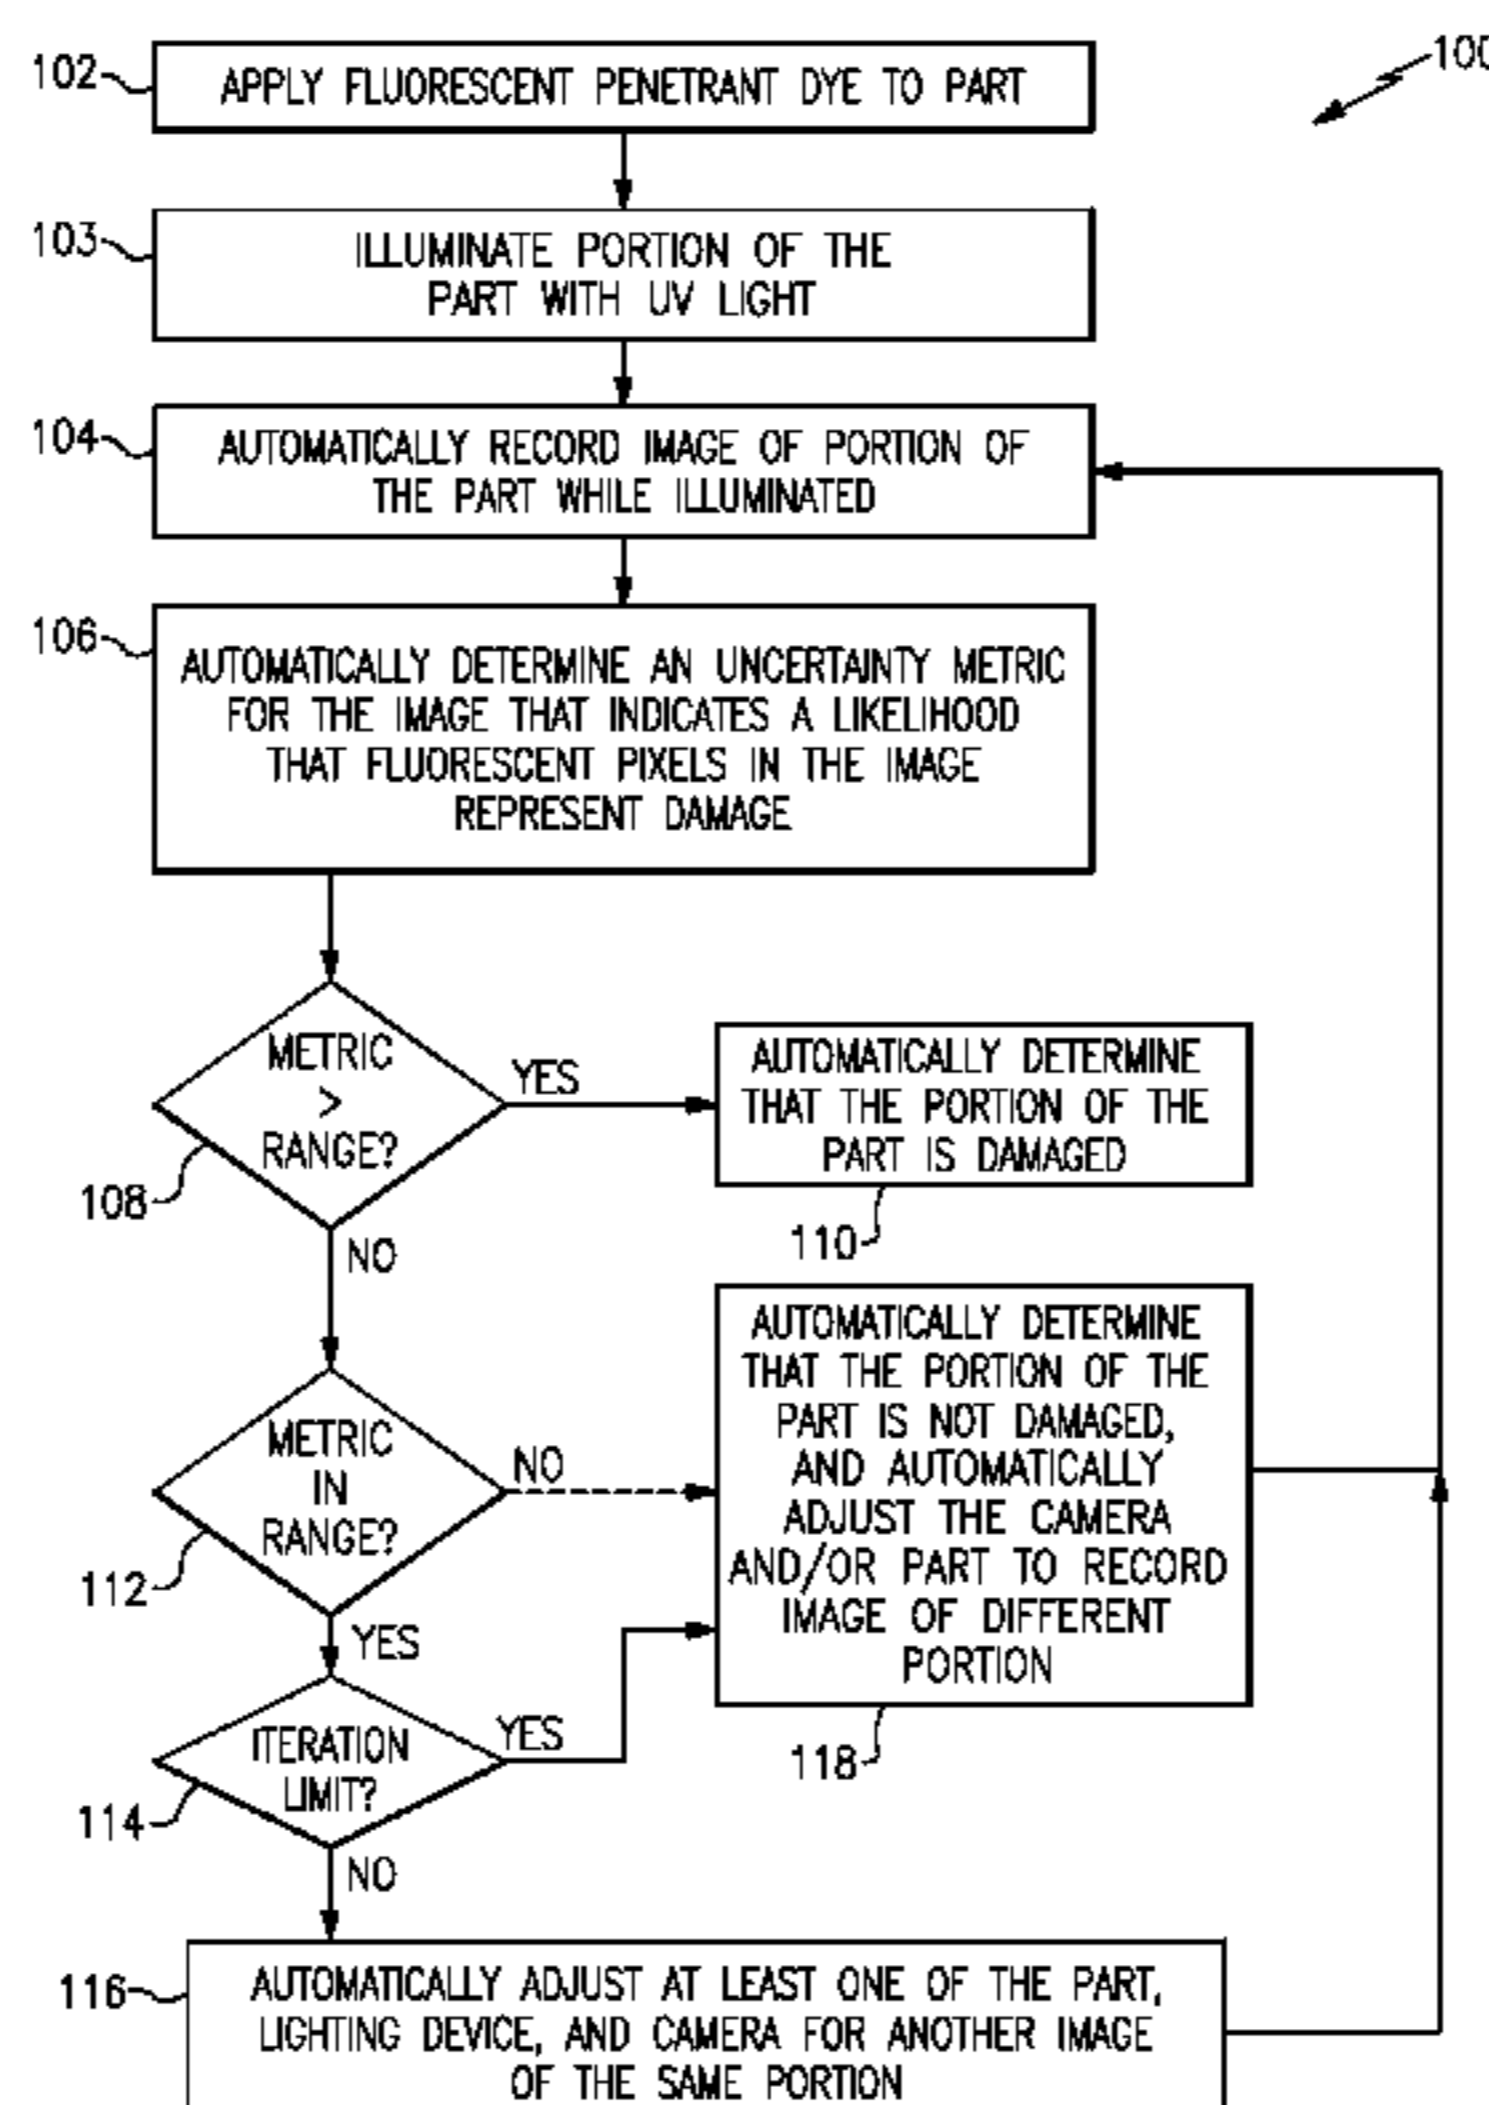 100
102
APPLY FLUORESCENT PENETRANT DYE TO PART
103
ILLUMINATE PORTION OF THE
PART WITH UV LIGHT
104
AUTOMATICALLY RECORD IMAGE OF PORTION OF
THE PART WHILE ILLUMINATED
106
AUTOMATICALLY DETERMINE AN UNCERTAINTY METRIC
FOR THE IMAGE THAT INDICATES A LIKELIHOOD
THAT FLUORESCENT PIXELS IN THE IMAGE
REPRESENT DAMAGE
METRIC
>
RANGE?
108
YES
NO
AUTOMATICALLY DETERMINE
THAT THE PORTION OF THE
PART IS DAMAGED
110
METRIC
IN
RANGE?
112
NO
YES
AUTOMATICALLY DETERMINE
THAT THE PORTION OF THE
PART IS NOT DAMAGED,
AND AUTOMATICALLY
ADJUST THE CAMERA
AND/OR PART TO RECORD
IMAGE OF DIFFERENT
PORTION
118
ITERATION
LIMIT?
114
YES
NO
116
AUTOMATICALLY ADJUST AT LEAST ONE OF THE PART,
LIGHTING DEVICE, AND CAMERA FOR ANOTHER IMAGE
OF THE SAME PORTION